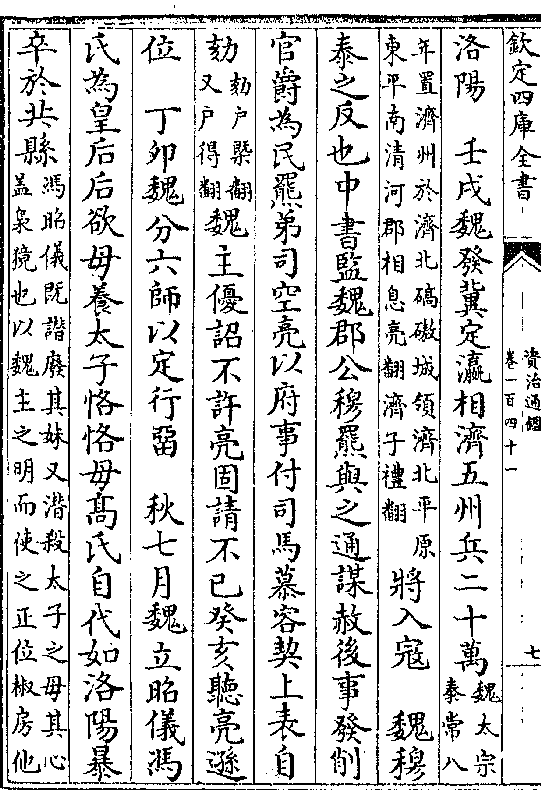 欽定四庫全書
資治通鑑
卷一百四十一
七
洛陽　壬戌魏發冀定瀛相濟五州兵二十萬魏太宗
泰常八
年置濟州於濟北碻磝城領濟北平原
東平南清河郡相息亮翻濟子禮翻將入寇　魏穆
泰之反也中書監魏郡公穆羆與之通謀赦後事發削
官爵為民羆弟司空亮以府事付司馬慕容契上表自
劾劾戶槩翻
又戶得翻魏主優詔不許亮固請不已癸亥聽亮遜
位　丁卯魏分六師以定行留　秋七月魏立昭儀馮
氏為皇后后欲母養太子恪恪母髙氏自代如洛陽暴
卒於共縣馮昭儀既譖廢其妹又潜殺太子之母其心
盖梟獍也以魏主之明而使之正位椒房他